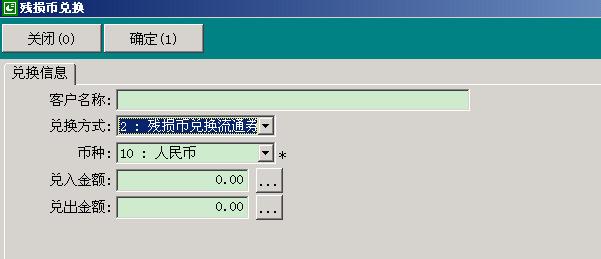 残损币兑换
关闭(0) 确定(1)
兑换信息
客户名称:
兑换方式: 2 : 残损币兑换流通券
币种: 10 : 人民币 *
兑入金额: 0.00 ...
兑出金额: 0.00 ...